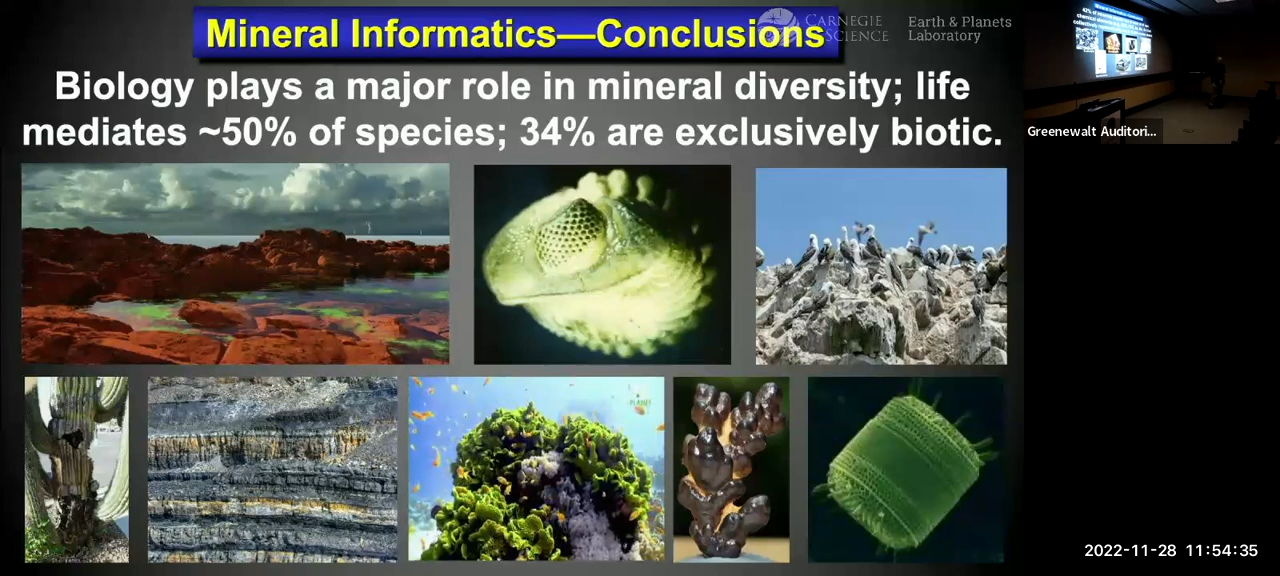 Mineral Informatics—Conclusions
CARNEGIE SCIENCE
Earth & Planets
Laboratory
Biology plays a major role in mineral diversity; life
mediates ~50% of species; 34% are exclusively biotic.
Greenewalt Auditori...
2022-11-28 11:54:35